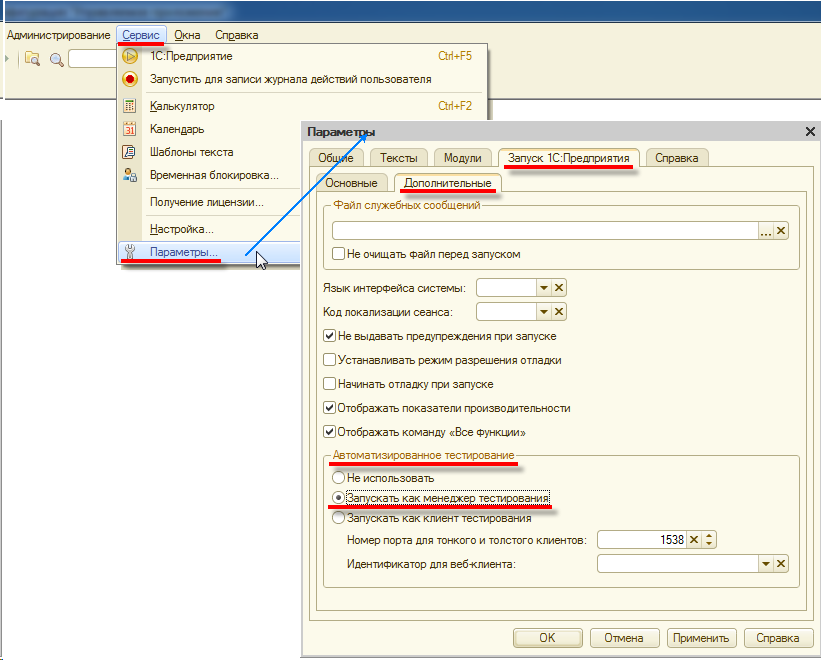 Администрирование Сервис Окна Справка
1С:Предприятие Ctrl+F5
Запустить для записи журнала действий пользователя
Калькулятор Ctrl+F2
Календарь
31
Шаблоны текста
Временная блокировка...
Получение лицензии...
Настройка...
Параметры...
Параметры
Общие Тексты Модули Запуск 1С:Предприятия Справка
Основные Дополнительные
Файл служебных сообщений
...
Не очищать файл перед запуском
Язык интерфейса системы:
Код локализации сеанса:
Не выдавать предупреждения при запуске
Устанавливать режим разрешения отладки
Начинать отладку при запуске
Отображать показатели производительности
Отображать команду «Все функции»
Автоматизированное тестирование
Не использовать
Запускать как менеджер тестирования
Запускать как клиент тестирования
Номер порта для тонкого и толстого клиентов: 1538
Идентификатор для веб-клиента:
OK Отмена Применить Справка